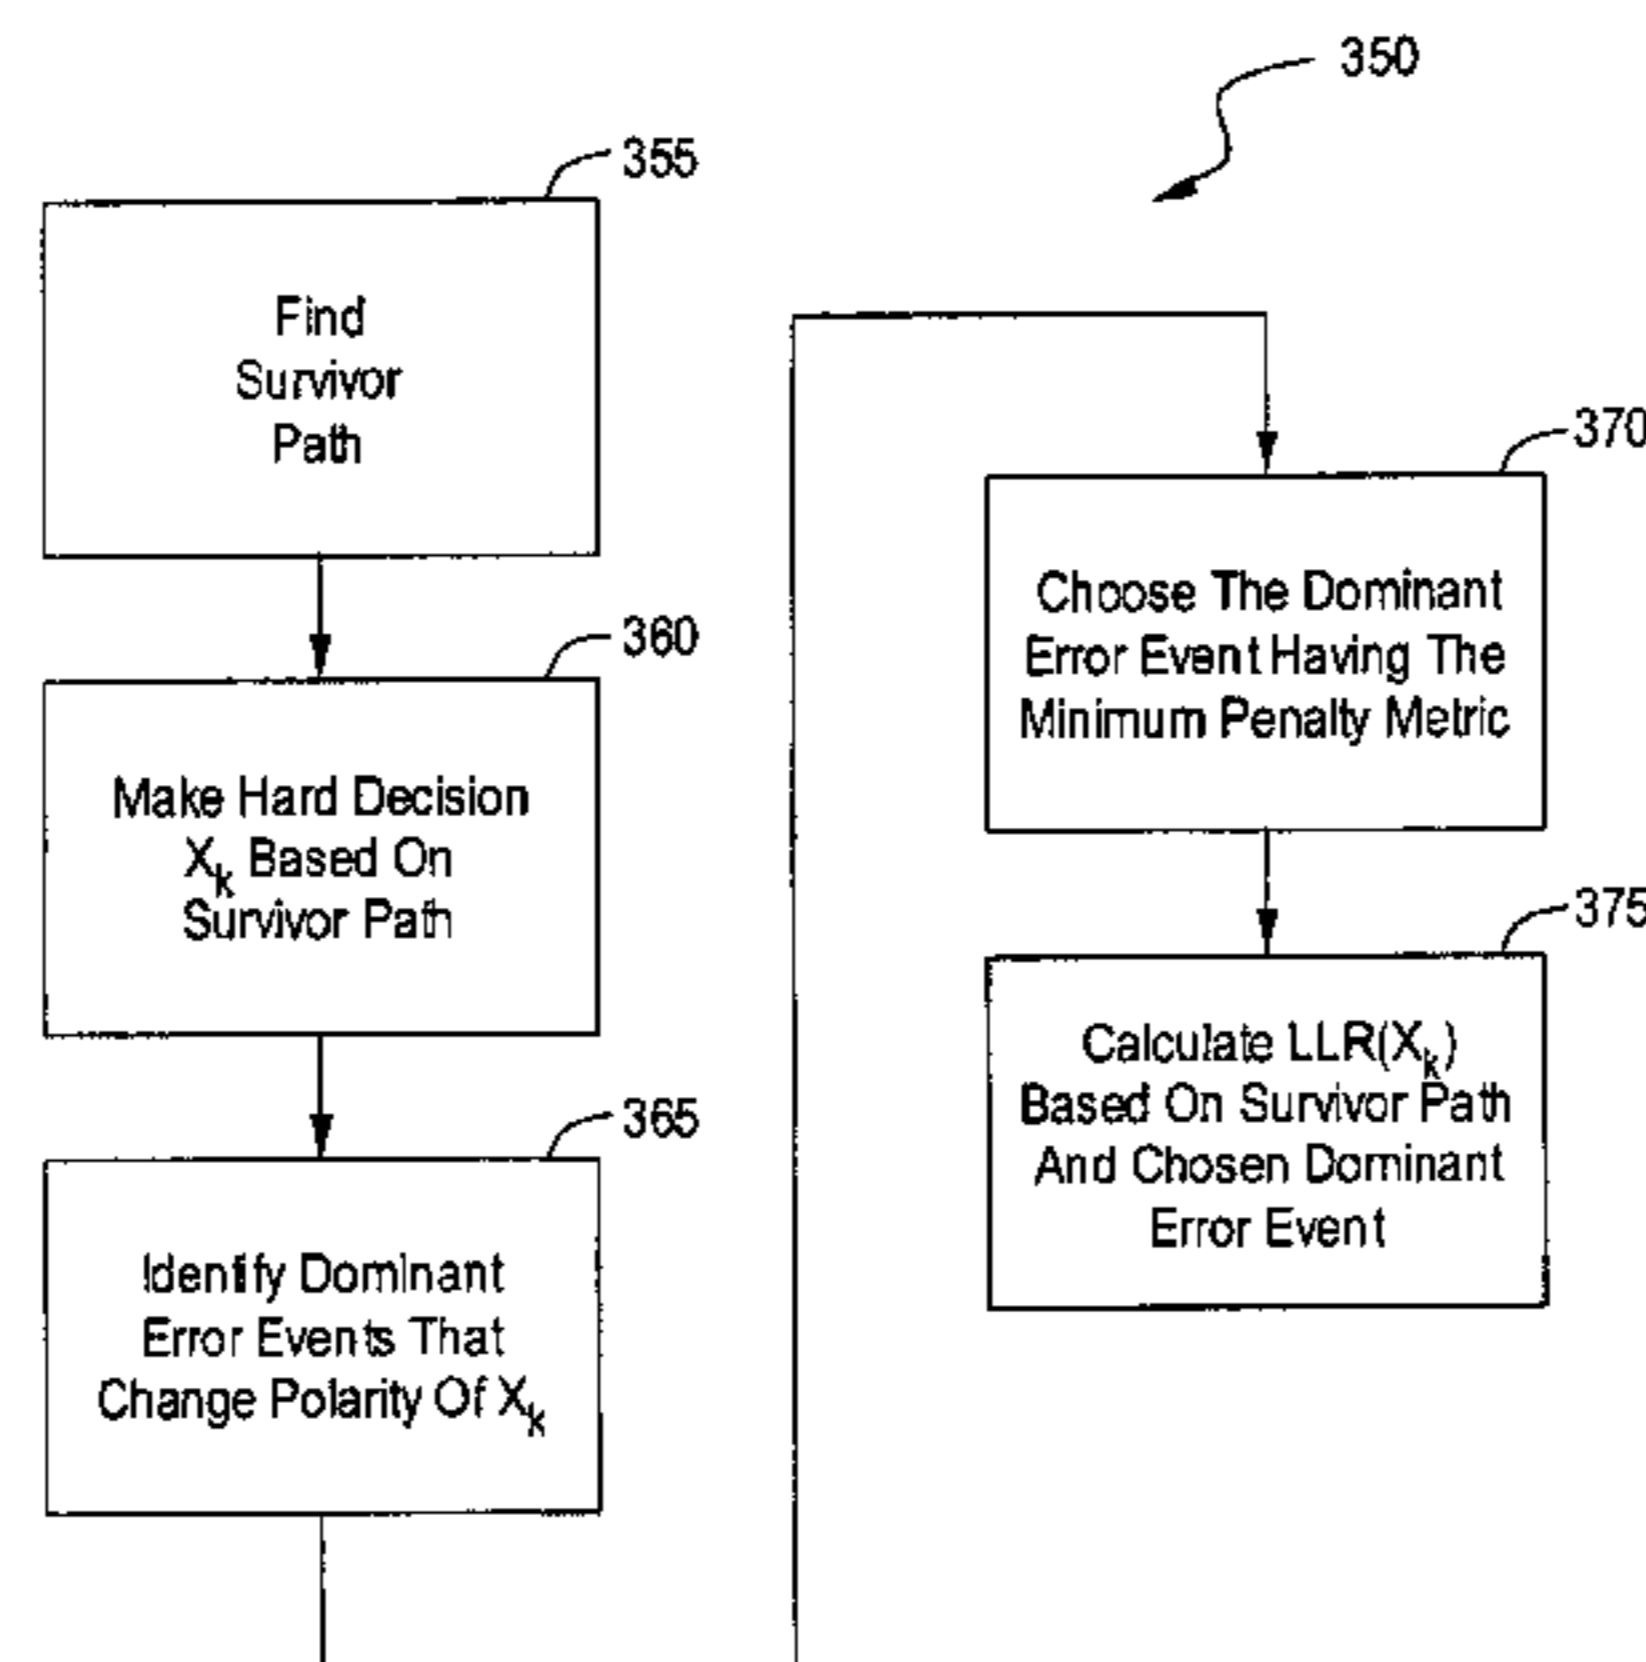 350
355
Find
Survivor
Path
360
Make Hard Decision
Xk Based On
Survivor Path
365
Identify Dominant
Error Events That
Change Polarity Of Xk
370
Choose The Dominant
Error Event Having The
Minimum Penalty Metric
375
Calculate LLR(Xk)
Based On Survivor Path
And Chosen Dominant
Error Event